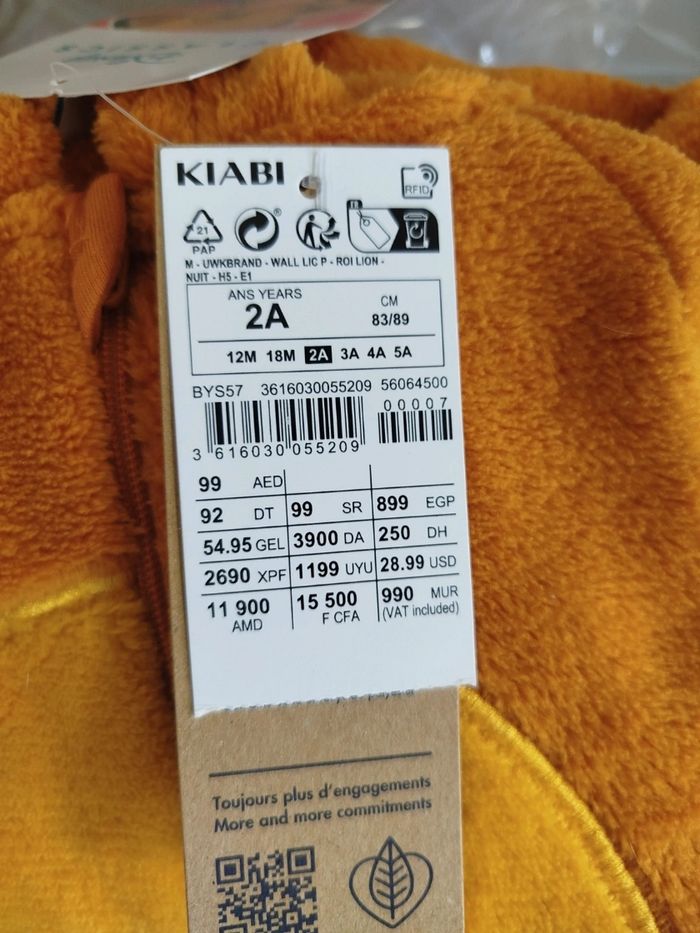 KIABI
RFID
21
PAP
FR
M - UWKBRAND - WALL LIC P - ROI LION -
NUIT - H5 - E1
ANS YEARS
2A
CM
83/89
12M 18M 2A 3A 4A 5A
BYS57 3616030055209 56064500
00007
3 616030 055209
99 AED
92 DT 99 SR 899 EGP
54.95 GEL 3900 DA 250 DH
2690 XPF 1199 UYU 28.99 USD
11 900 AMD 15 500 F CFA 990 MUR
(VAT included)
Toujours plus d'engagements
More and more commitments